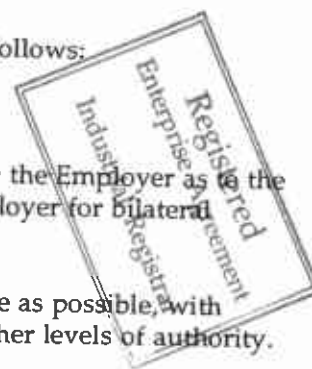 ollows:
the Employer as to the
loyer for bilateral
e as possible, with
her levels of authority.
Registered
Enterprise Agreement
Industrial Registrar